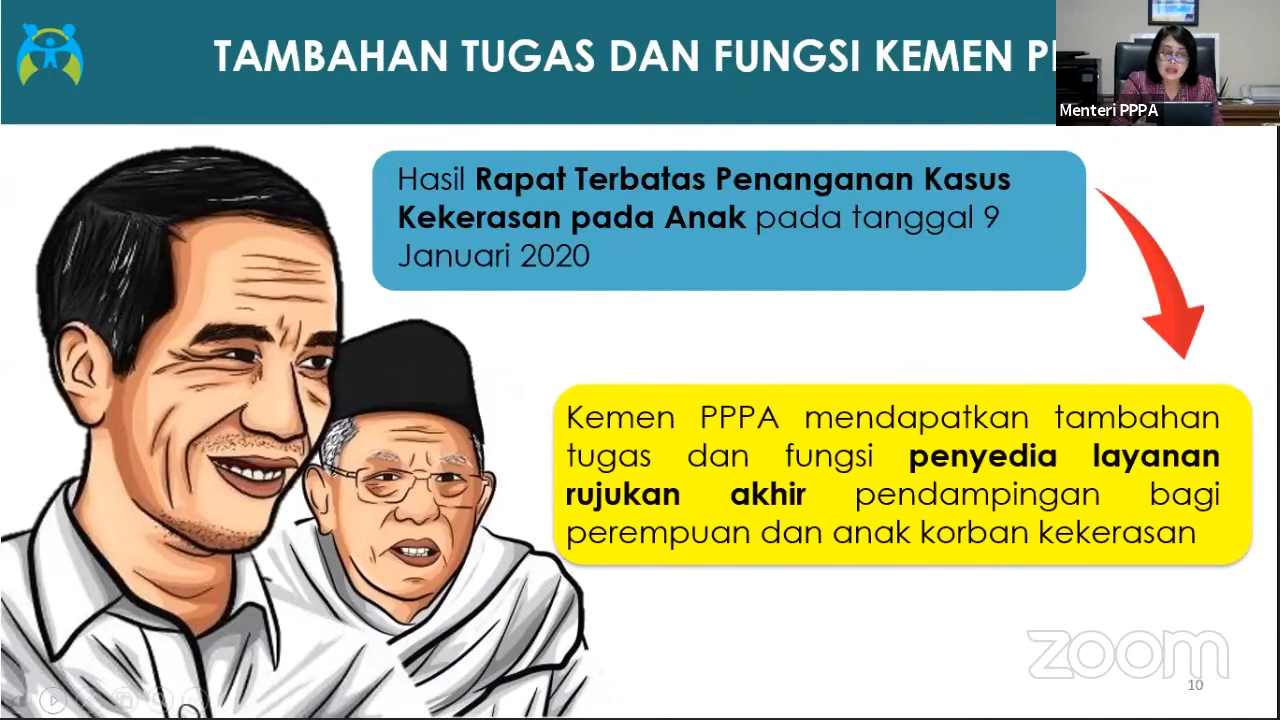 TAMBAHAN TUGAS DAN FUNGSI KEMEN
Menteri PPPA
Hasil Rapat Terbatas Penanganan Kasus
Kekerasan pada Anak pada tanggal 9
Januari 2020
Kemen PPPA mendapatkan tambahan
tugas dan fungsi penyedia layanan
rujukan akhir pendampingan bagi
perempuan dan anak korban kekerasan
zoom
10